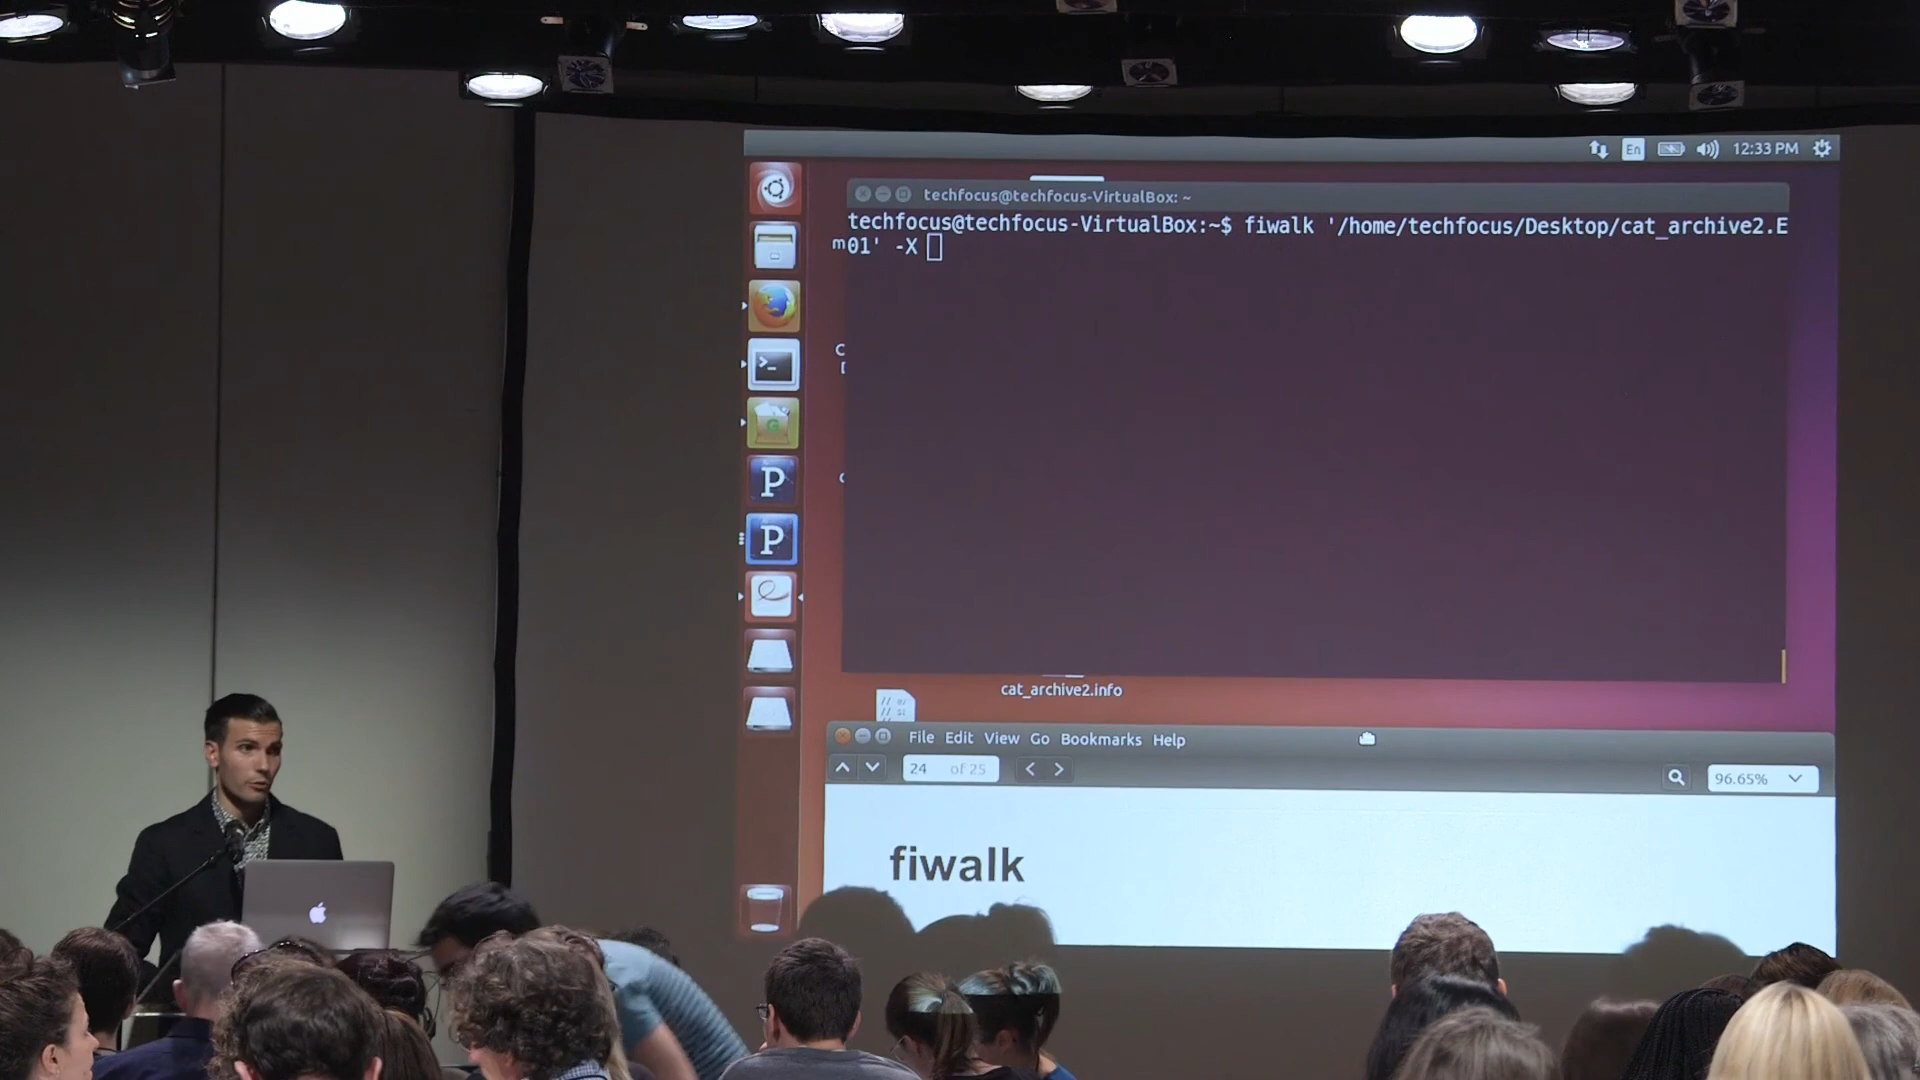 En 12:33 PM
techfocus@techfocus-VirtualBox: ~
techfocus@techfocus-VirtualBox:~$ fiwalk '/home/techfocus/Desktop/cat_archive2.E
01' -X
cat_archive2.info
File Edit View Go Bookmarks Help
24 of 25 96.65%
fiwalk